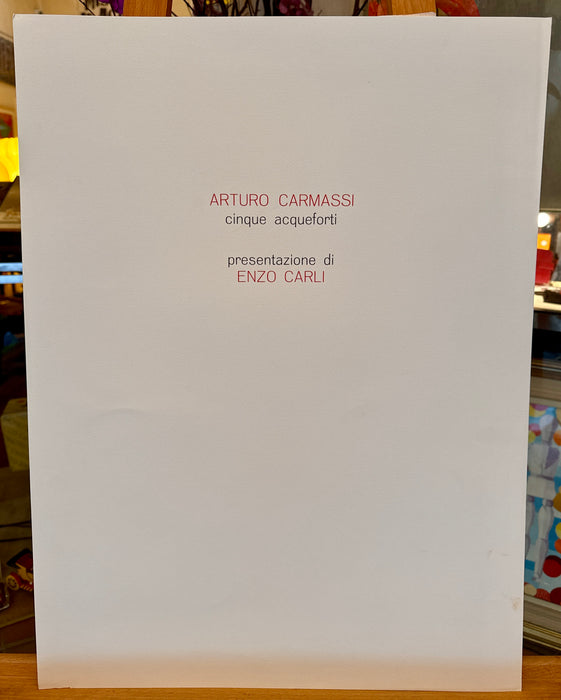 ARTURO CARMASSI
cinque acqueforti
presentazione di
ENZO CARLI